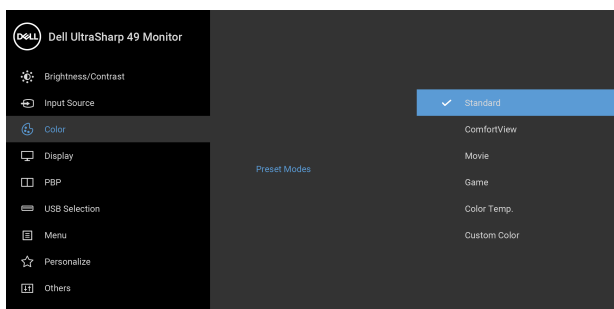 DELL Dell UltraSharp 49 Monitor
Brightness/Contrast
Input Source
Color
Display
PBP
USB Selection
Menu
Personalize
Others
Preset Modes
Standard
ComfortView
Movie
Game
Color Temp.
Custom Color